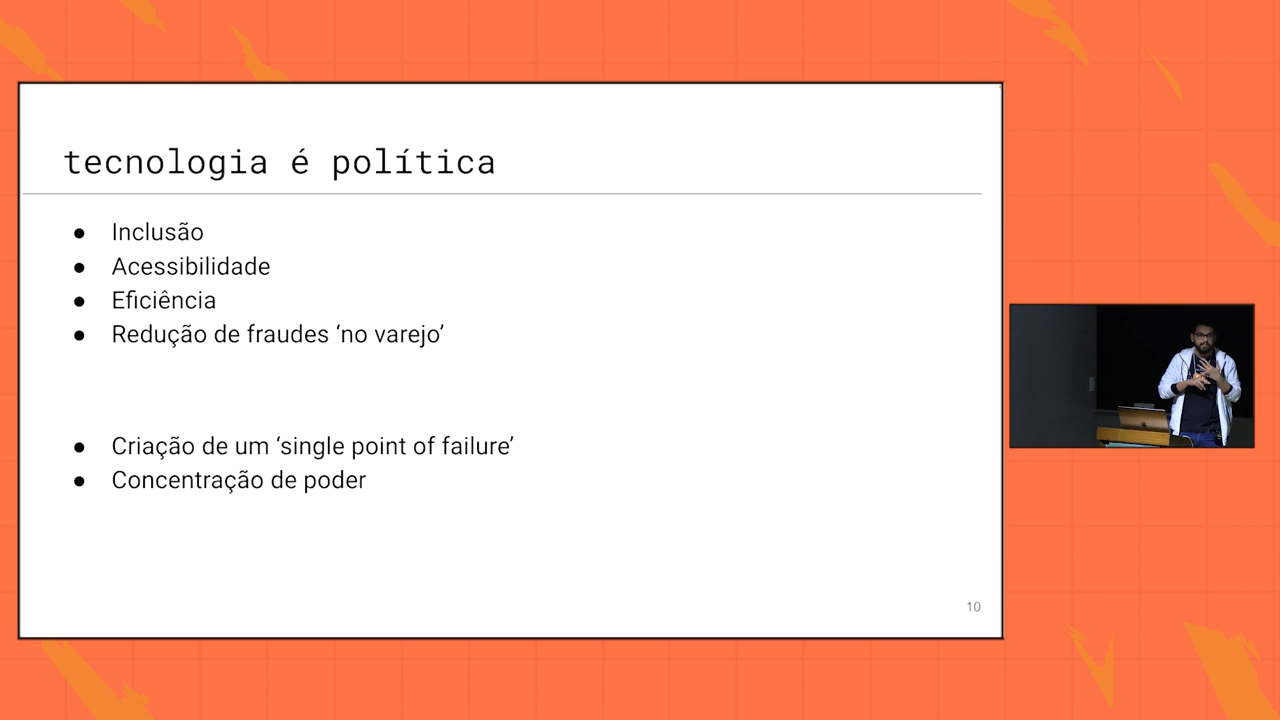 tecnologia é política
● Inclusão
● Acessibilidade
● Eficiência
● Redução de fraudes ‘no varejo’
● Criação de um ‘single point of failure’
● Concentração de poder
10